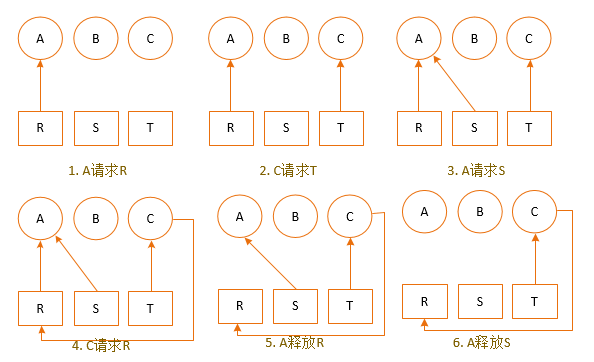 A B C
R S T
1. A请求R
A B C
R S T
2. C请求T
A B C
R S T
3. A请求S
A B C
R S T
4. C请求R
A B C
R S T
5. A释放R
A B C
R S T
6. A释放S